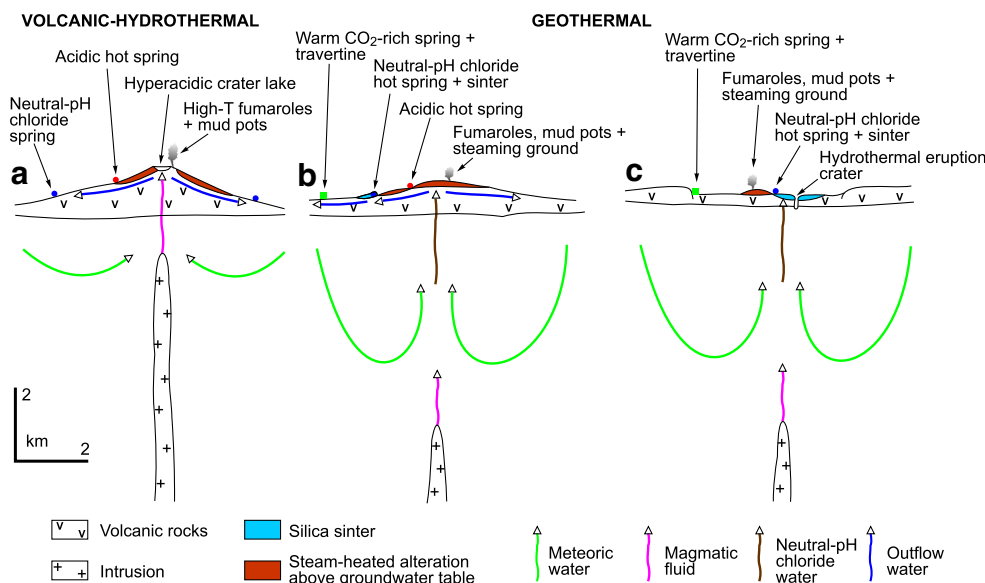 VOLCANIC-HYDROTHERMAL
GEOTHERMAL
Acidic hot spring
Hyperacidic crater lake
Neutral-pH
chloride
spring
High-T fumaroles
+ mud pots
a
Warm CO2-rich spring +
travertine
Neutral-pH chloride
hot spring + sinter
Acidic hot spring
Fumaroles, mud pots +
steaming ground
b
Warm CO2-rich spring +
travertine
Fumaroles, mud pots +
steaming ground
Neutral-pH chloride
hot spring + sinter
Hydrothermal eruption
crater
c
2
km
2
Volcanic rocks
Intrusion
Silica sinter
Steam-heated alteration
above groundwater table
Meteoric
water
Magmatic
fluid
Neutral-pH
chloride
water
Outflow
water